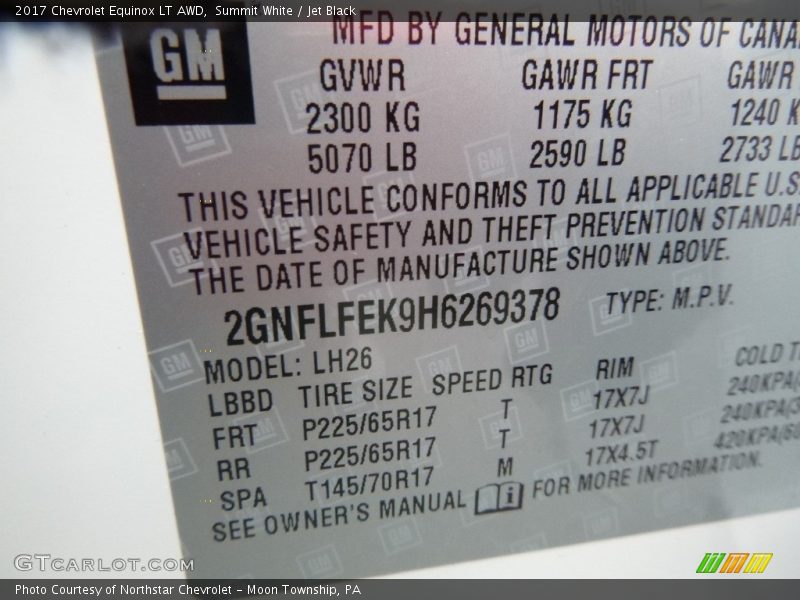 2017 Chevrolet Equinox LT AWD, Summit White / Jet Black
GM
MFD BY GENERAL MOTORS OF
GVWR GAWR FRT GAWR
2300 KG 1175 KG 1240
5070 LB 2590 LB 2733 LB
THIS VEHICLE CONFORMS TO ALL APPLICABLE U.S.
VEHICLE SAFETY AND THEFT PREVENTION
THE DATE OF MANUFACTURE SHOWN ABOVE.
2GNFLFEK9H6269378 TYPE: M.P.V.
MODEL: LH26
LBBD TIRE SIZE SPEED RTG RIM COLD
FRT P225/65R17 T 17X7J 240KPA
RR P225/65R17 T 17X7J 240KPA
SPA T145/70R17 M 17X4.5T 420KPA
SEE OWNER'S MANUAL i FOR MORE INFORMATION.
GTCarlot.com
Photo Courtesy of Northstar Chevrolet - Moon Township, PA